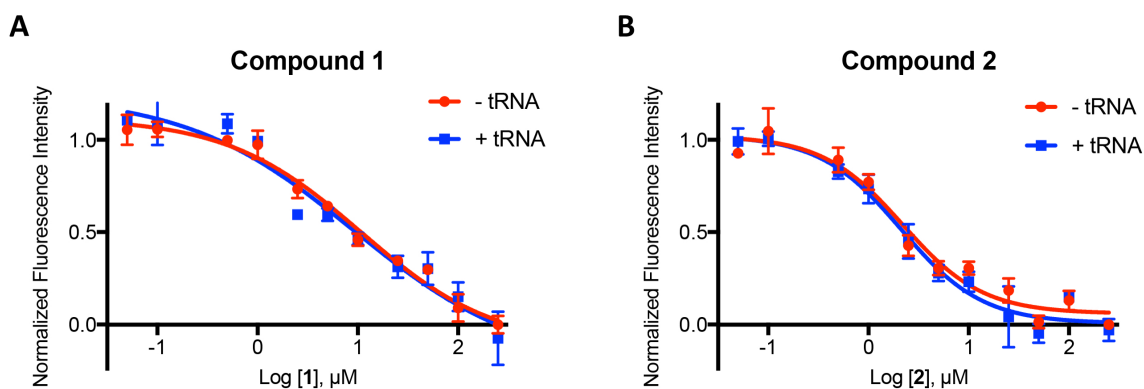 A
Compound 1
Normalized Fluorescence Intensity
1.0
0.5
0.0
-1
0
1
2
Log [1], µM
- tRNA
+ tRNA
B
Compound 2
Normalized Fluorescence Intensity
1.0
0.5
0.0
-1
0
1
2
Log [2], µM
- tRNA
+ tRNA